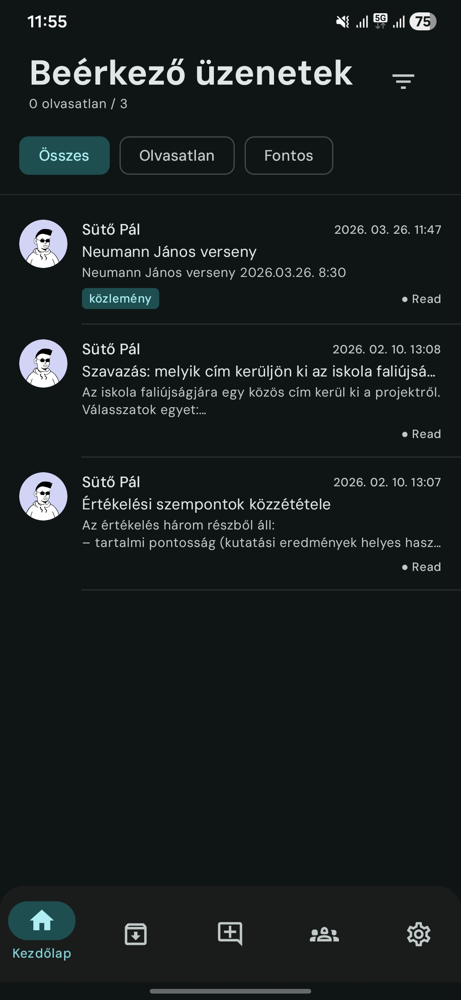 11:55
5G
75
Beérkező üzenetek
0 olvasatlan / 3
Összes
Olvasatlan
Fontos
Sütő Pál
2026. 03. 26. 11:47
Neumann János verseny
Neumann János verseny 2026.03.26. 8:30
közlemény
• Read
Sütő Pál
2026. 02. 10. 13:08
Szavazás: melyik cím kerüljön ki az iskola faliújsá...
Az iskola faliújságjára egy közös cím kerül ki a projektről.
Válasszatok egyet:...
• Read
Sütő Pál
2026. 02. 10. 13:07
Értékelési szempontok közzététele
Az értékelés három részből áll:
– tartalmi pontosság (kutatási eredmények helyes hasz...
• Read
Kezdőlap